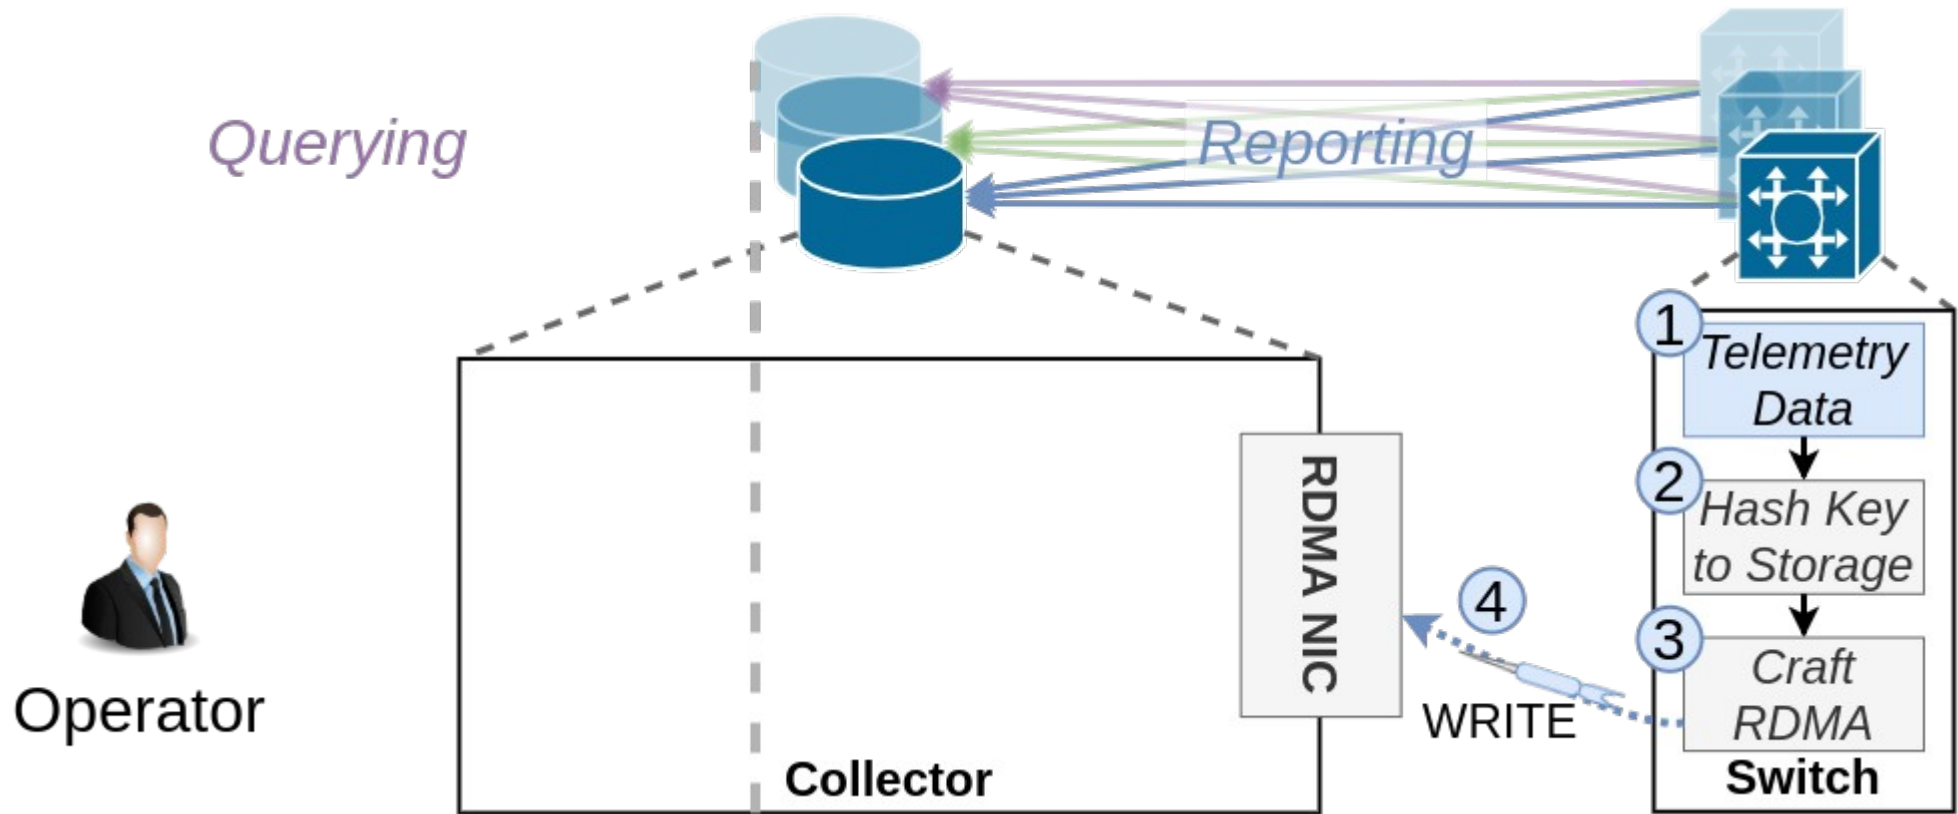 Querying
Reporting
1
Telemetry
Data
2
Hash Key
to Storage
3
Craft
RDMA
Switch
4
WRITE
RDMA NIC
Collector
Operator